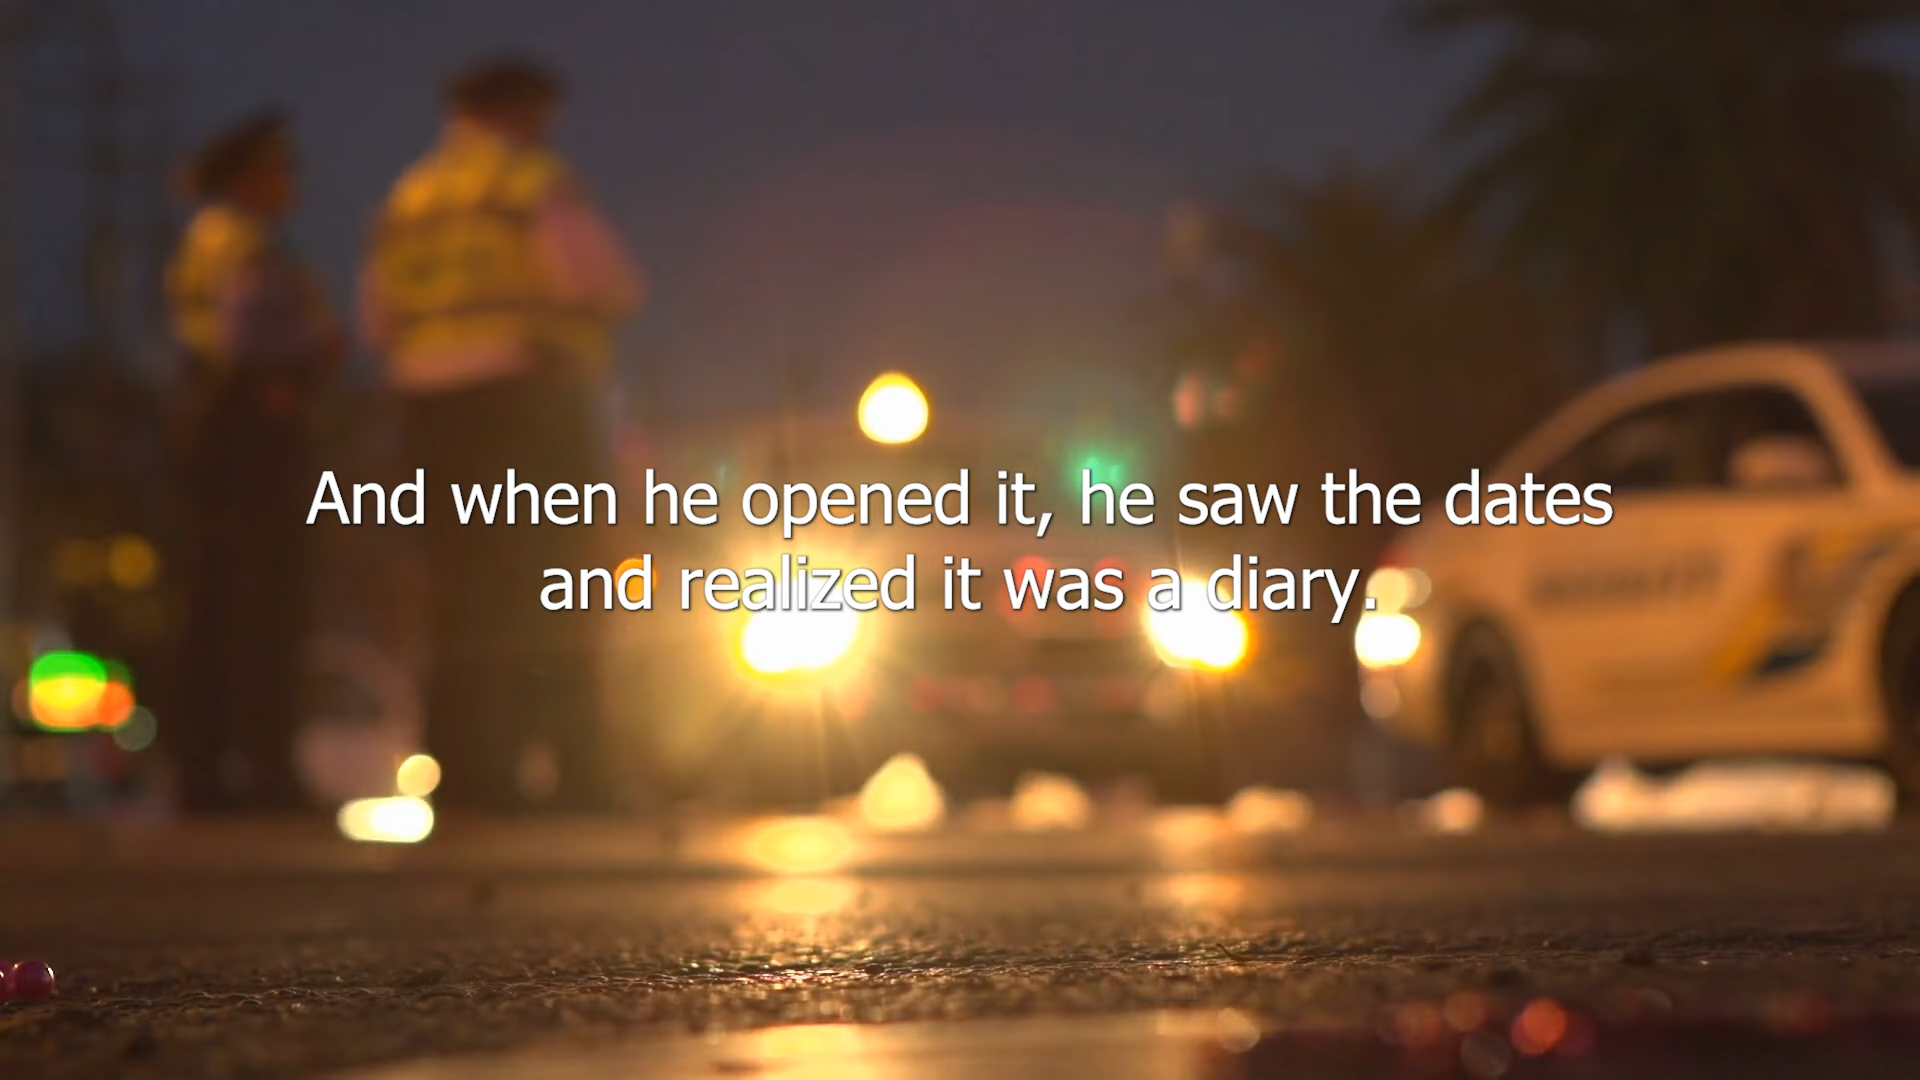 And when he opened it, he saw the dates
and realized it was a diary.